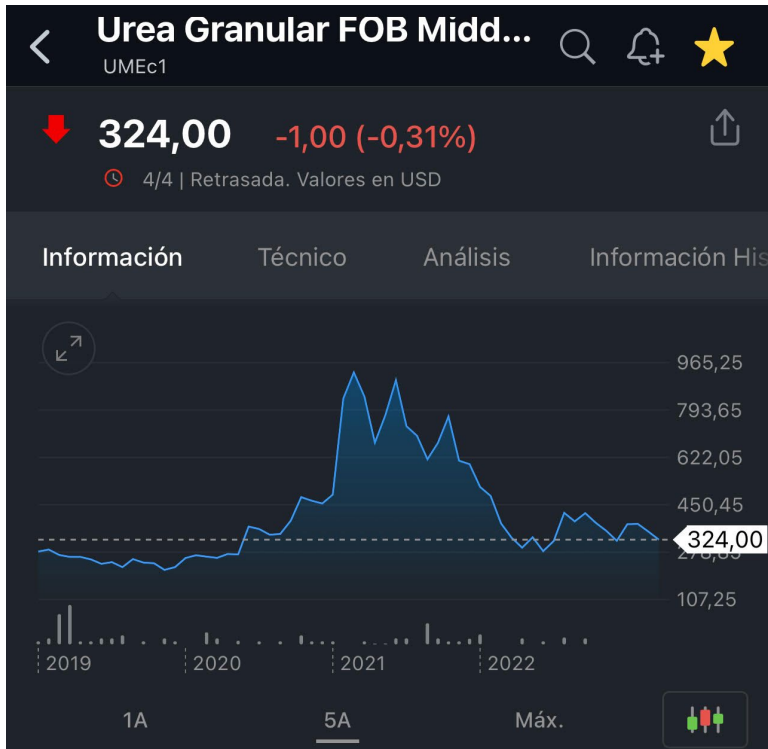 Urea Granular FOB Midd...
UMEc1
324,00 -1,00 (-0,31%)
4/4 | Retrasada. Valores en USD
Información Técnico Análisis Información His
965,25
793,65
622,05
450,45
324,00
107,25
2019 2020 2021 2022
1A 5A Máx.